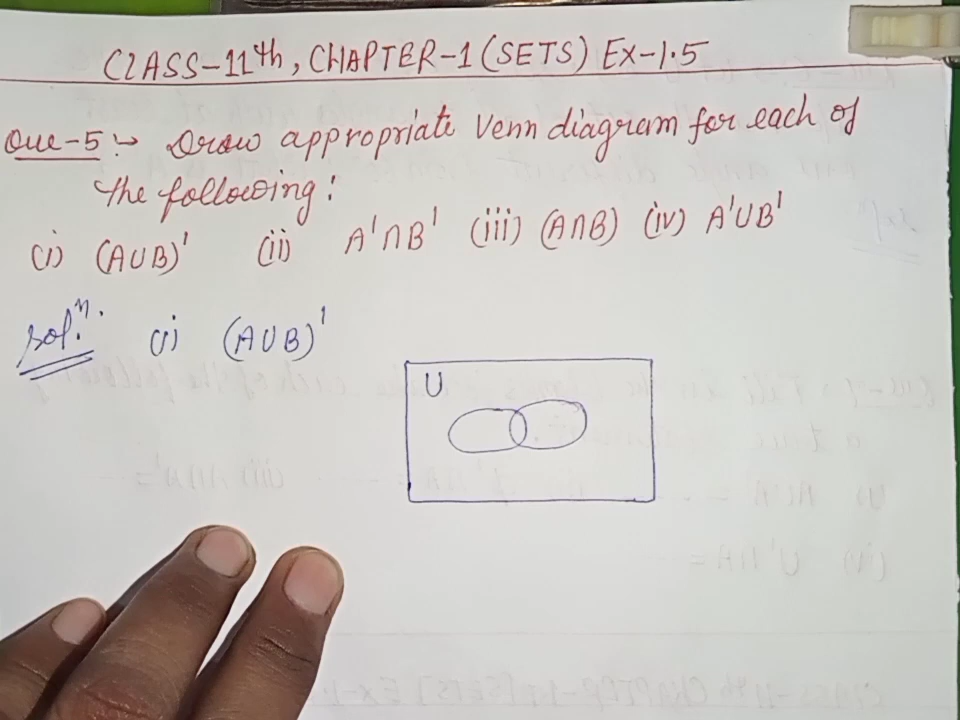 CLASS-11th, CHAPTER-1 (SETS) Ex-1.5
Que-5:→ Draw appropriate Venn diagram for each of
the following:
(i) (A∪B)' (ii) A'∩B' (iii) (A∩B) (iv) A'∪B'
Solⁿ. (i) (A∪B)'
U